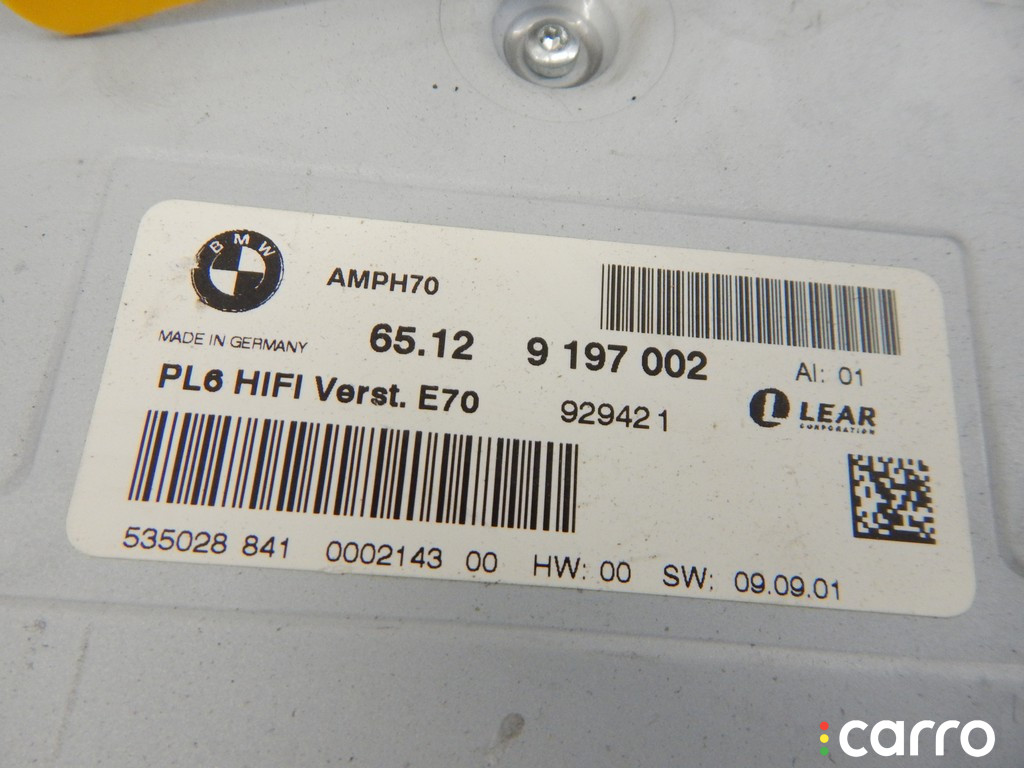 BMW
AMPH70
MADE IN GERMANY
65.12 9 197 002
AI: 01
PL6 HIFI Verst. E70
929421
LEAR
CORPORATION
535028 841 0002143 00 HW: 00 SW: 09.09.01
carro